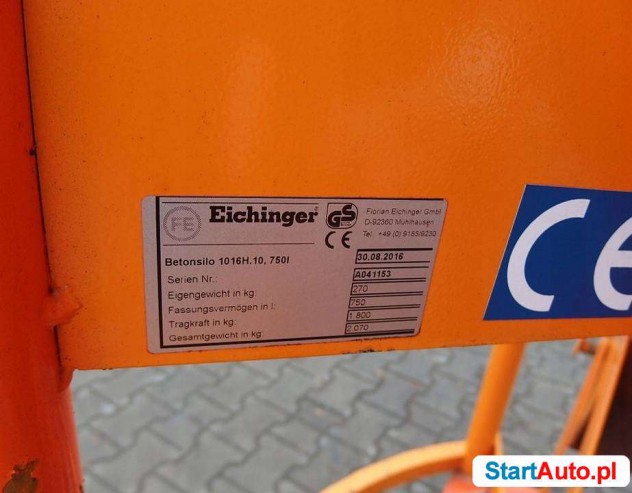 FE Eichinger® GS CE
Florian Eichinger GmbH
D-92360 Mühlhausen
Tel. +49 (0) 9185/9230
Betonsilo 1016H.10, 750l 30.08.2016
Serien Nr.: A041153
Eigengewicht in kg: 270
Fassungsvermögen in l: 750
Tragkraft in kg: 1.800
Gesamtgewicht in kg: 2.070
CE
StartAuto.pl